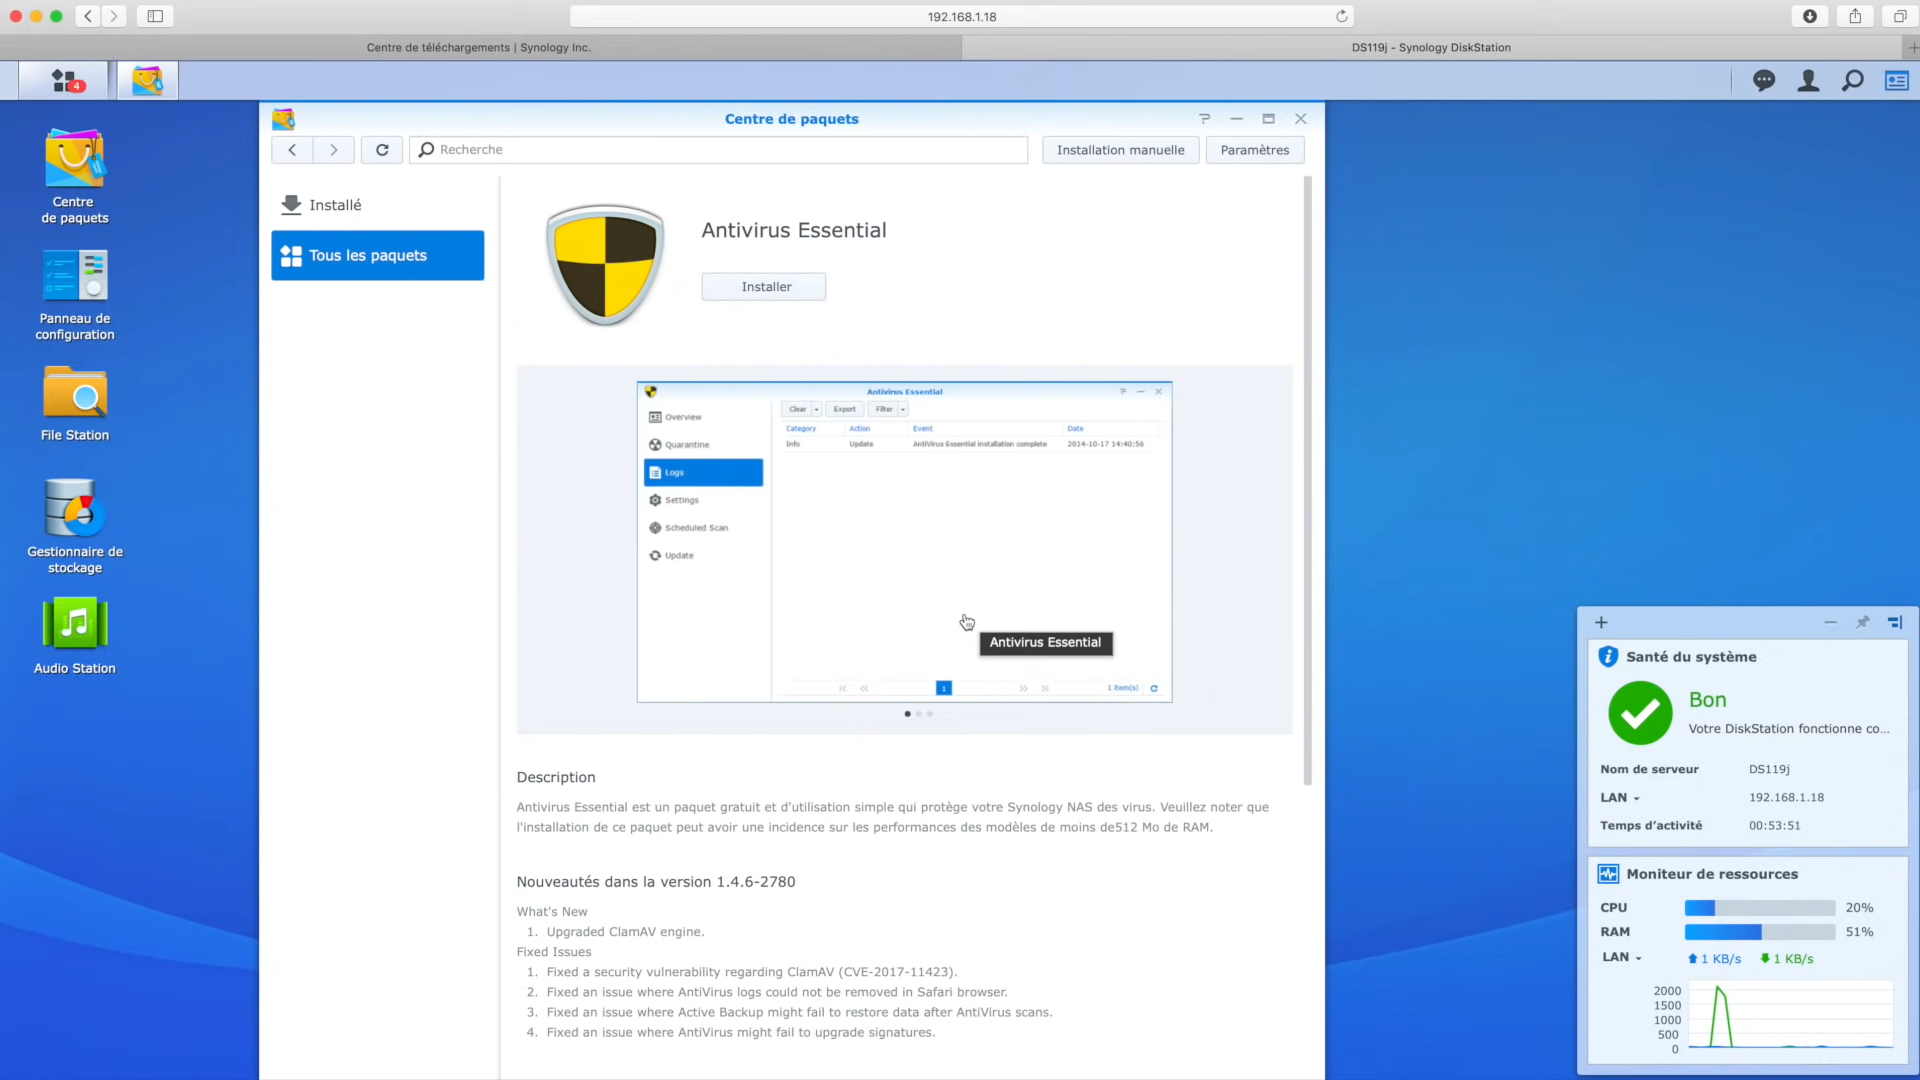 192.168.1.18
Centre de téléchargements | Synology Inc.
DS119j - Synology DiskStation
4
Centre de paquets
Recherche
Installation manuelle
Paramètres
Centre
de paquets
Panneau de
configuration
File Station
Gestionnaire de
stockage
Audio Station
Installé
Tous les paquets
Antivirus Essential
Installer
Antivirus Essential
Overview
Quarantine
Logs
Settings
Scheduled Scan
Update
Clear
Export
Filter
Category
Action
Event
Date
Info
Update
AntiVirus Essential installation complete
2014-10-17 14:40:56
Antivirus Essential
1
1 item(s)
Description
Antivirus Essential est un paquet gratuit et d'utilisation simple qui protège votre Synology NAS des virus. Veuillez noter que
l'installation de ce paquet peut avoir une incidence sur les performances des modèles de moins de512 Mo de RAM.
Nouveautés dans la version 1.4.6-2780
What's New
1. Upgraded ClamAV engine.
Fixed Issues
1. Fixed a security vulnerability regarding ClamAV (CVE-2017-11423).
2. Fixed an issue where AntiVirus logs could not be removed in Safari browser.
3. Fixed an issue where Active Backup might fail to restore data after AntiVirus scans.
4. Fixed an issue where AntiVirus might fail to upgrade signatures.
Santé du système
Bon
Votre DiskStation fonctionne co...
Nom de serveur DS119j
LAN 192.168.1.18
Temps d'activité 00:53:51
Moniteur de ressources
CPU 20%
RAM 51%
LAN 1 KB/s 1 KB/s
2000
1500
1000
500
0